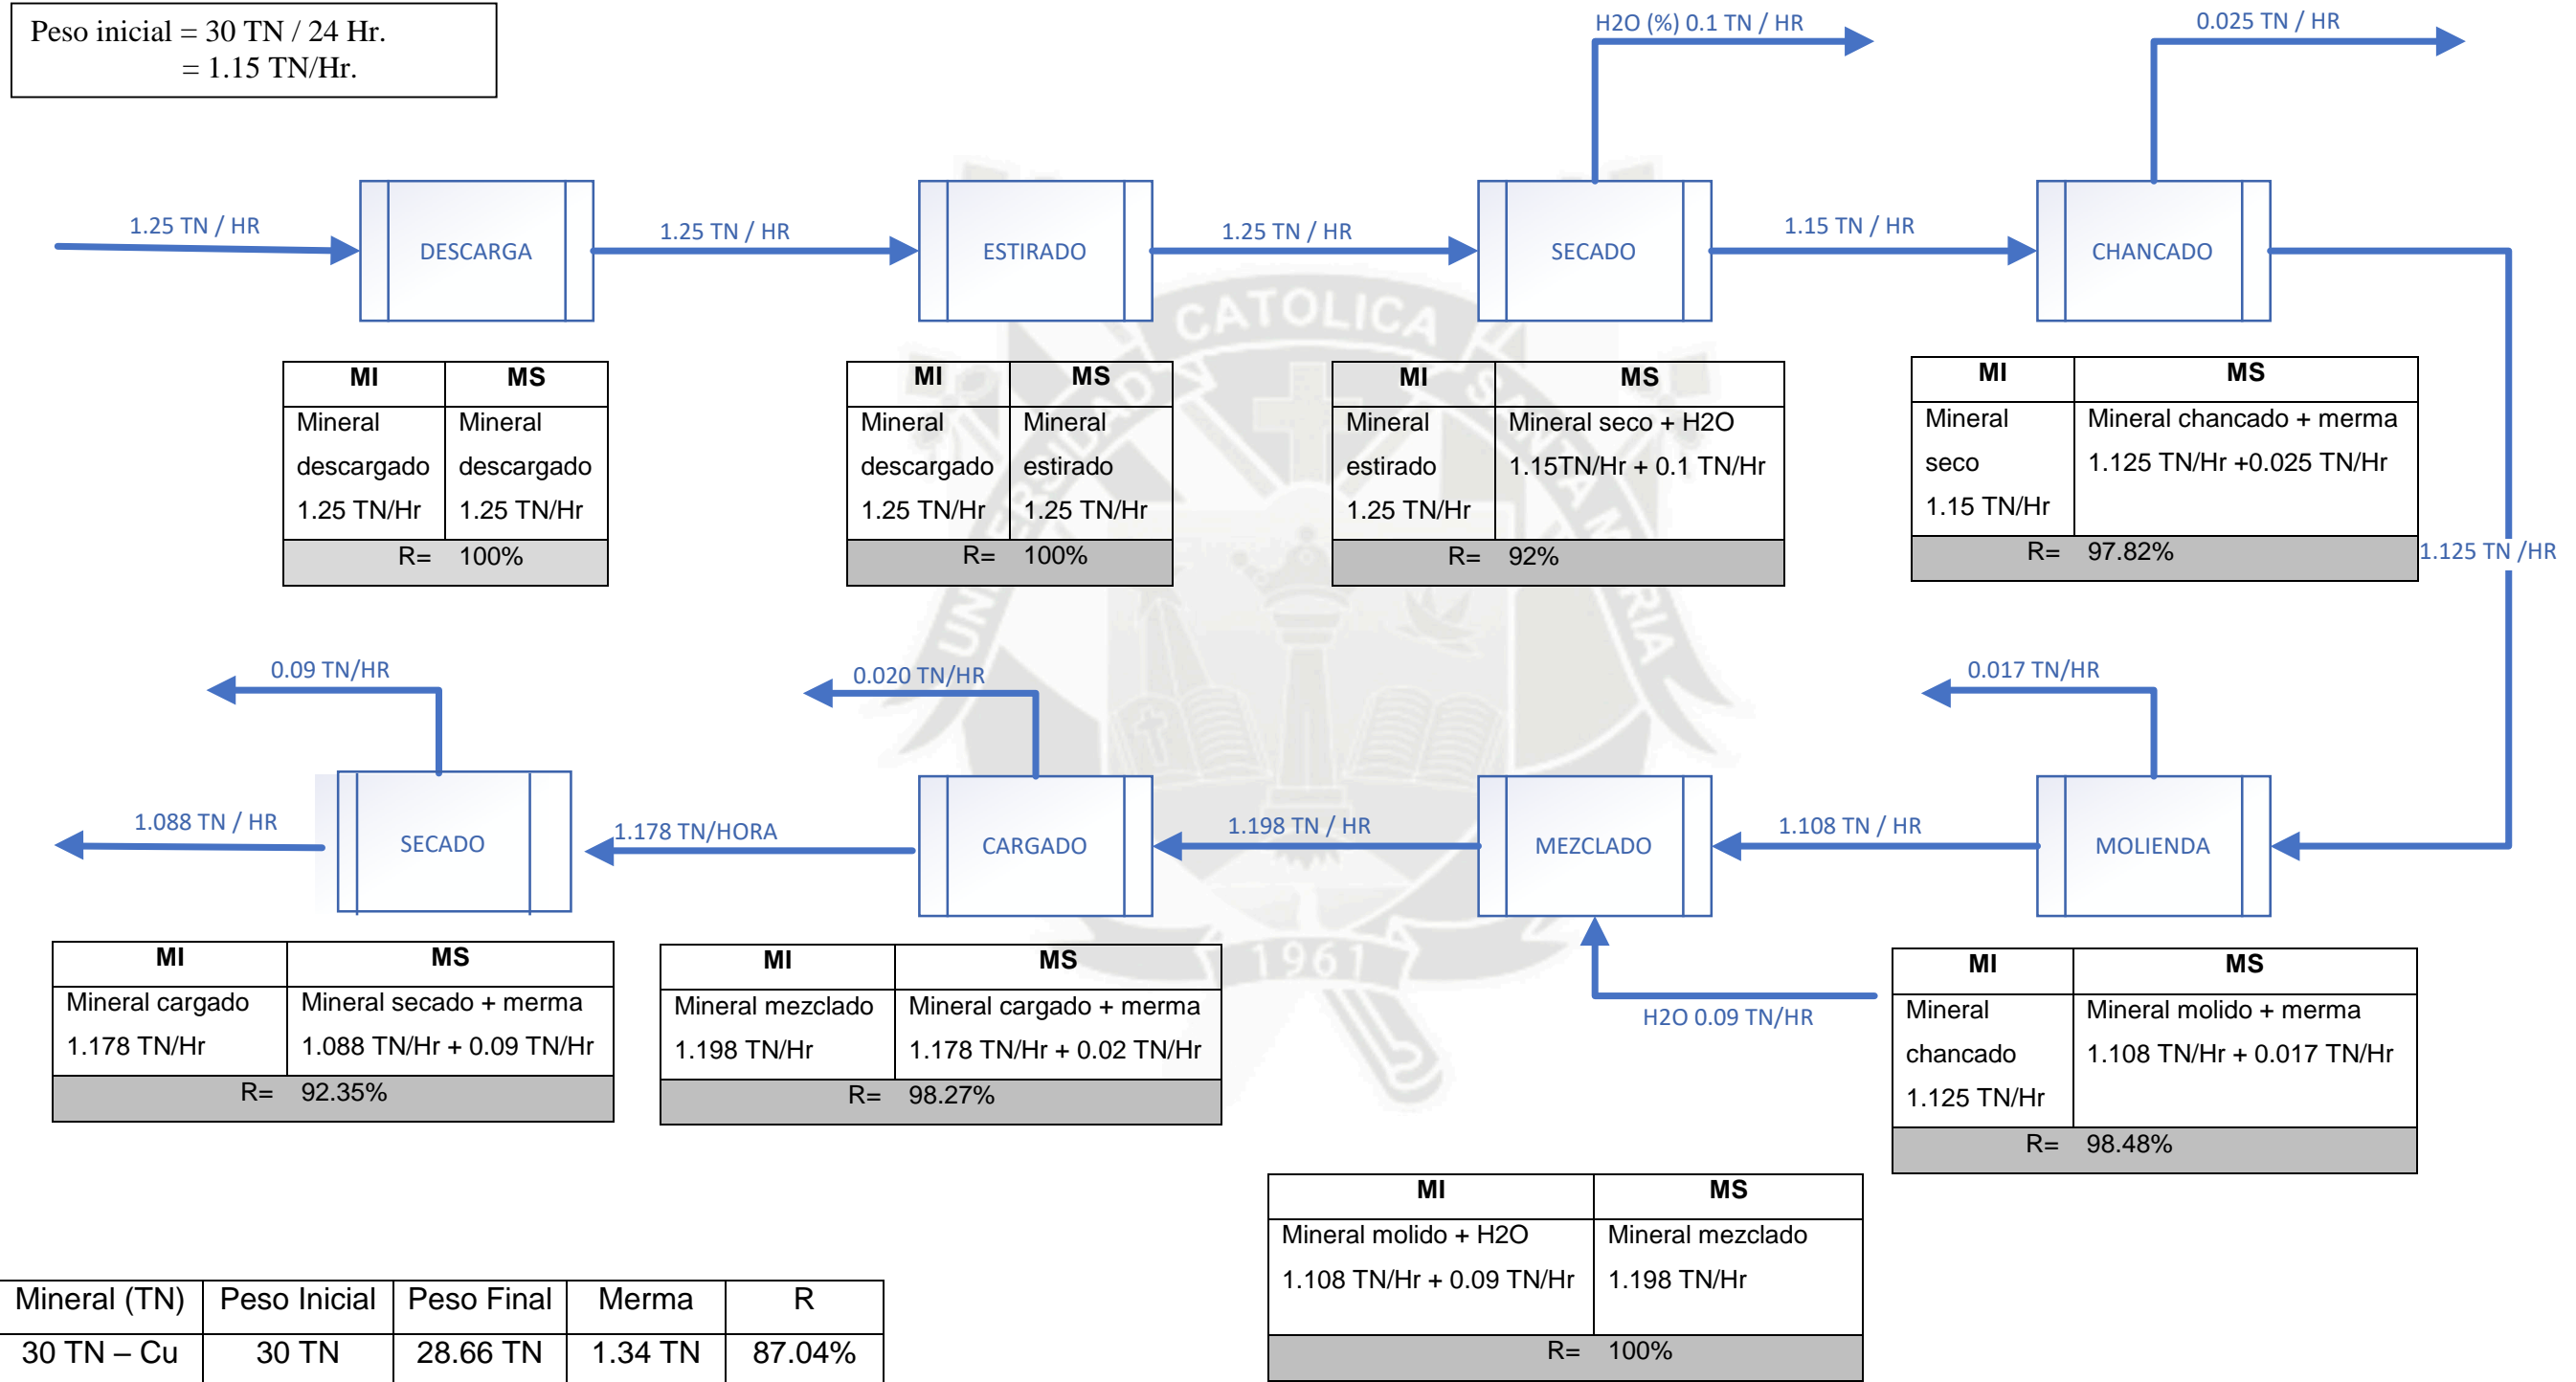 Peso inicial = 30 TN / 24 Hr.
= 1.15 TN/Hr.
H2O (%) 0.1 TN / HR
0.025 TN / HR
1.25 TN / HR
DESCARGA
1.25 TN / HR
ESTIRADO
1.25 TN / HR
SECADO
1.15 TN / HR
CHANCADO
MI MS
Mineral Mineral
descargado descargado
1.25 TN/Hr 1.25 TN/Hr
R= 100%
MI MS
Mineral Mineral
descargado estirado
1.25 TN/Hr 1.25 TN/Hr
R= 100%
MI MS
Mineral Mineral seco + H2O
estirado 1.15TN/Hr + 0.1 TN/Hr
1.25 TN/Hr
R= 92%
MI MS
Mineral Mineral chancado + merma
seco 1.125 TN/Hr +0.025 TN/Hr
1.15 TN/Hr
R= 97.82%
1.125 TN /HR
UNIVERSIDAD CATOLICA SANTA MARIA
1961
0.09 TN/HR
0.020 TN/HR
0.017 TN/HR
1.088 TN / HR
SECADO
1.178 TN/HORA
CARGADO
1.198 TN / HR
MEZCLADO
1.108 TN / HR
MOLIENDA
H2O 0.09 TN/HR
MI MS
Mineral cargado Mineral secado + merma
1.178 TN/Hr 1.088 TN/Hr + 0.09 TN/Hr
R= 92.35%
MI MS
Mineral mezclado Mineral cargado + merma
1.198 TN/Hr 1.178 TN/Hr + 0.02 TN/Hr
R= 98.27%
MI MS
Mineral Mineral molido + merma
chancado 1.108 TN/Hr + 0.017 TN/Hr
1.125 TN/Hr
R= 98.48%
MI MS
Mineral molido + H2O Mineral mezclado
1.108 TN/Hr + 0.09 TN/Hr 1.198 TN/Hr
R= 100%
Mineral (TN) Peso Inicial Peso Final Merma R
30 TN – Cu 30 TN 28.66 TN 1.34 TN 87.04%